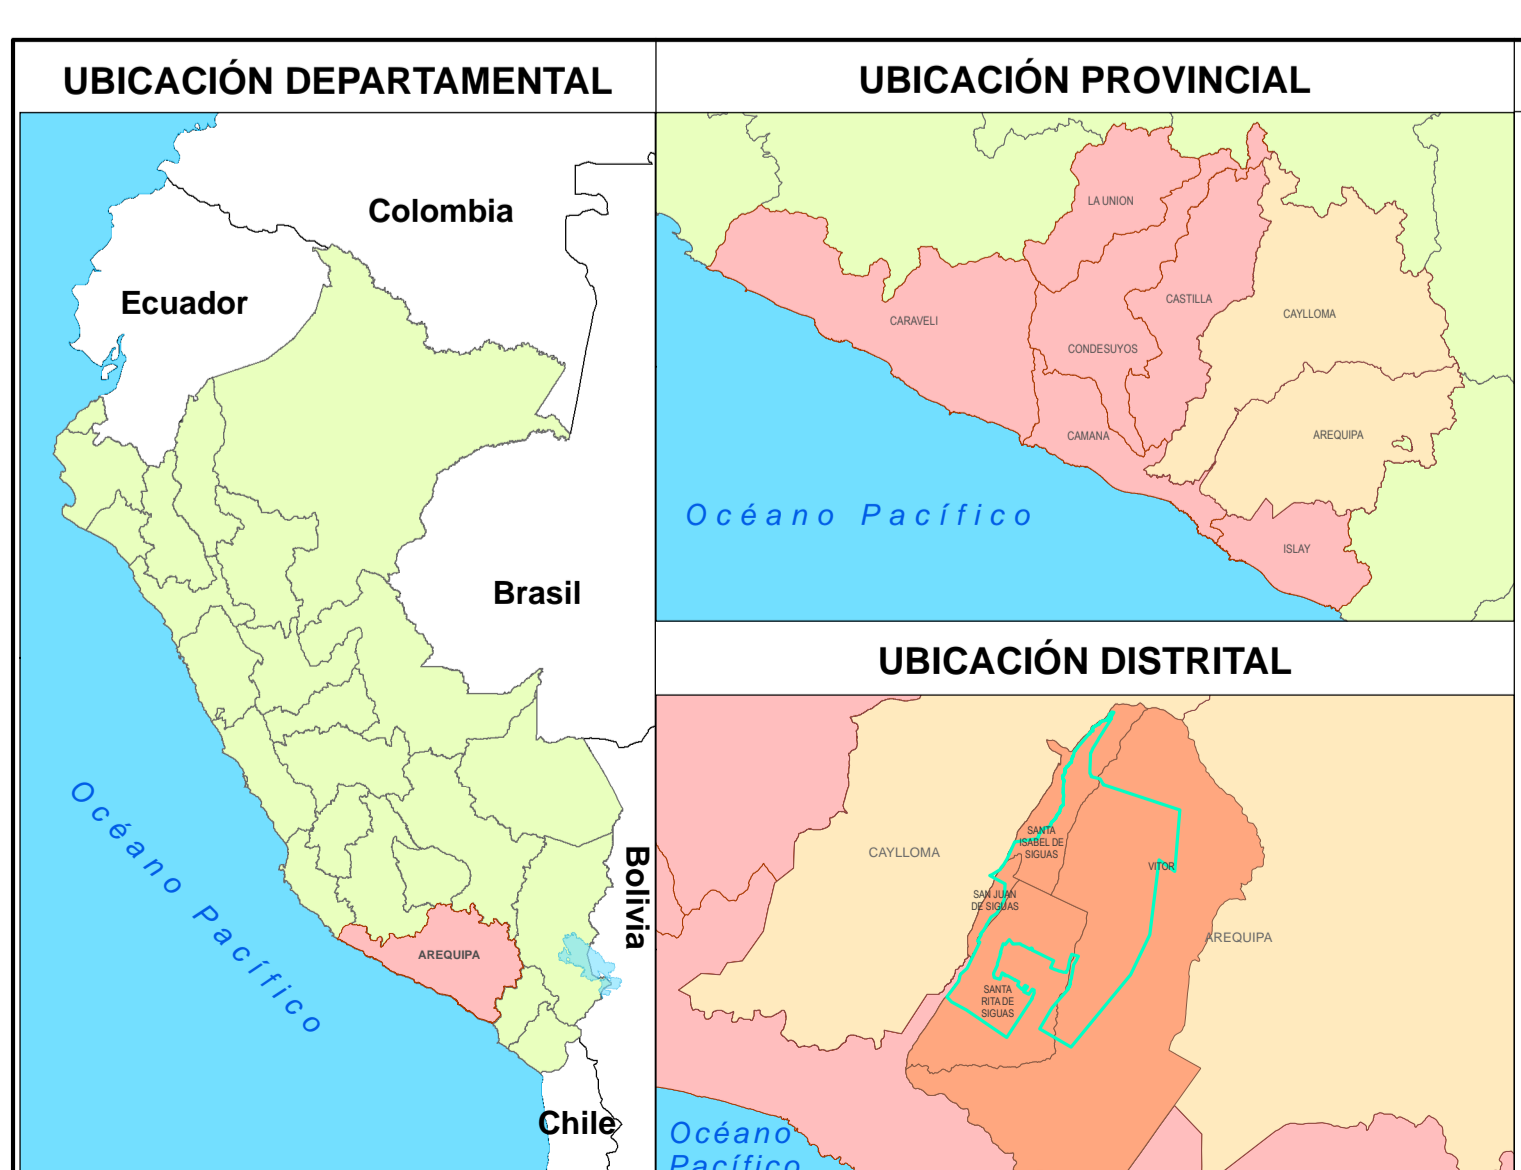 UBICACIÓN DEPARTAMENTAL
Colombia
Ecuador
Brasil
Océano Pacífico
Bolivia
AREQUIPA
Chile
UBICACIÓN PROVINCIAL
LA UNION
CASTILLA
CAYLLOMA
CARAVELI
CONDESUYOS
CAMANA
AREQUIPA
Océano Pacífico
ISLAY
UBICACIÓN DISTRITAL
SANTA
ISABEL DE
SIGUAS
CAYLLOMA
VITOR
SAN JUAN
DE SIGUAS
AREQUIPA
SANTA
RITA DE
SIGUAS
Océano
Pacífico